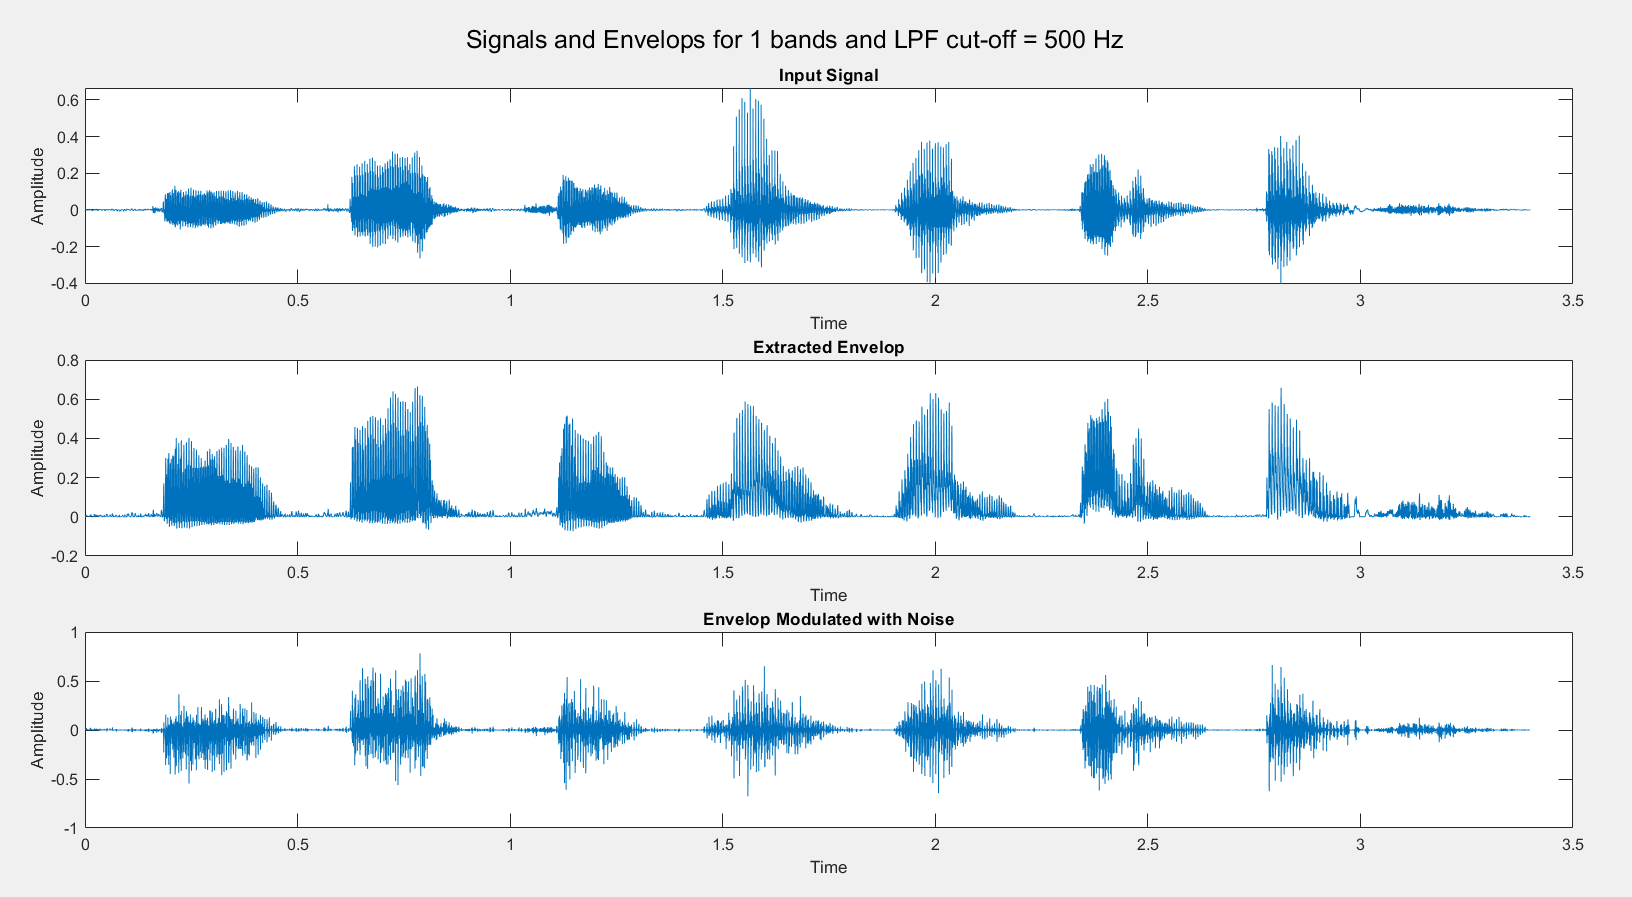 Signals and Envelops for 1 bands and LPF cut-off = 500 Hz
Input Signal
0.6
0.4
0.2
0
-0.2
-0.4
Amplitude
0 0.5 1 1.5 2 2.5 3 3.5
Time
Extracted Envelop
0.8
0.6
0.4
0.2
0
-0.2
Amplitude
0 0.5 1 1.5 2 2.5 3 3.5
Time
Envelop Modulated with Noise
1
0.5
0
-0.5
-1
Amplitude
0 0.5 1 1.5 2 2.5 3 3.5
Time